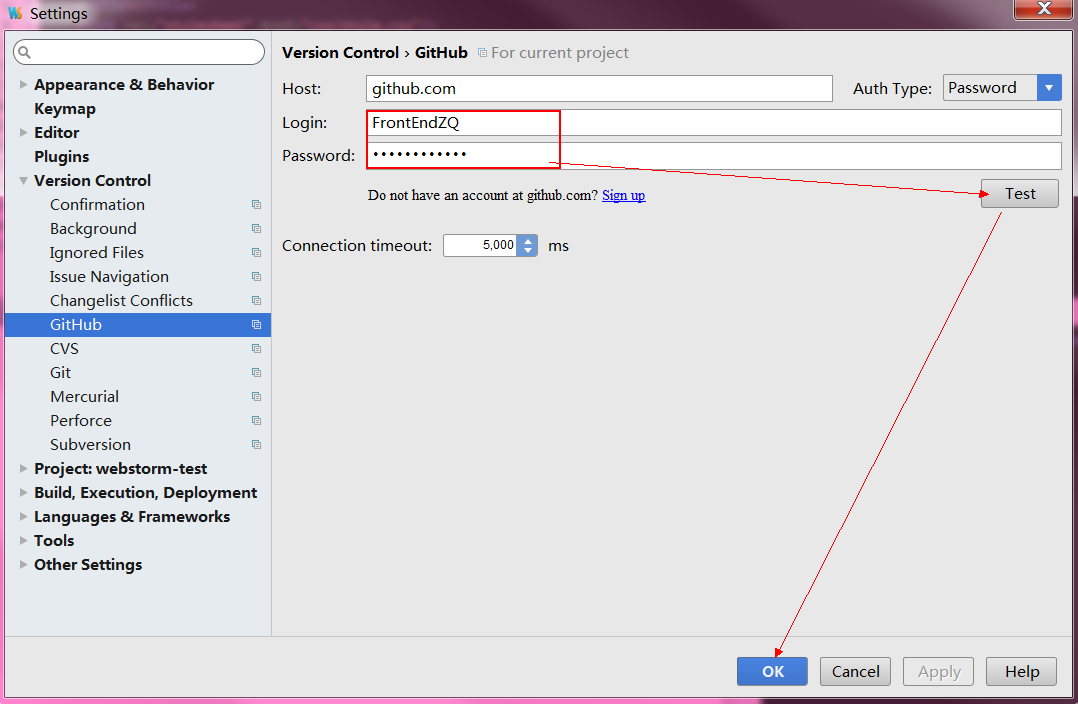 Settings
Version Control › GitHub For current project
Host: github.com Auth Type: Password
Login: FrontEndZQ
Password: ••••••••••••
Do not have an account at github.com? Sign up
Test
Connection timeout: 5,000 ms
Appearance & Behavior
Keymap
Editor
Plugins
Version Control
Confirmation
Background
Ignored Files
Issue Navigation
Changelist Conflicts
GitHub
CVS
Git
Mercurial
Perforce
Subversion
Project: webstorm-test
Build, Execution, Deployment
Languages & Frameworks
Tools
Other Settings
OK Cancel Apply Help